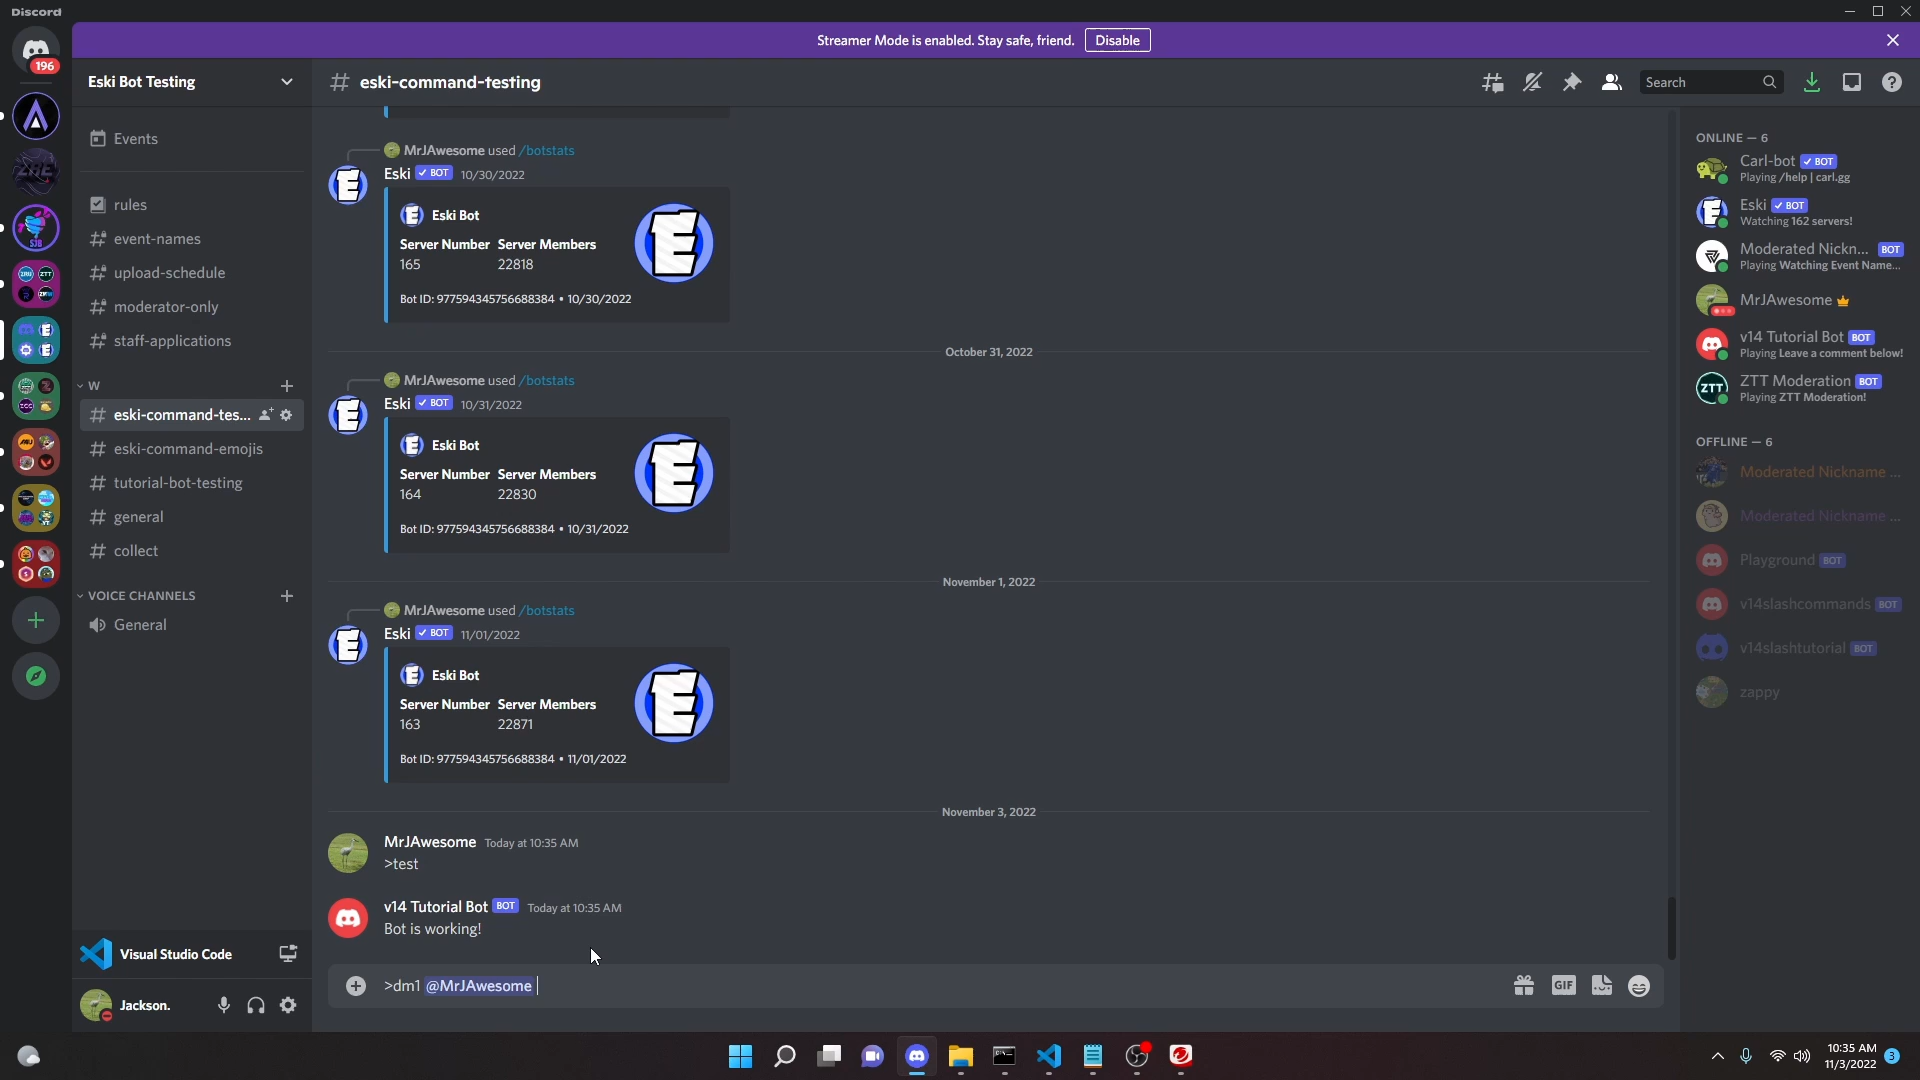 Discord
Streamer Mode is enabled. Stay safe, friend. Disable
196
Eski Bot Testing
Events
rules
event-names
upload-schedule
moderator-only
staff-applications
W
eski-command-tes...
eski-command-emojis
tutorial-bot-testing
general
collect
VOICE CHANNELS
General
Visual Studio Code
Jackson.
eski-command-testing
Search
MrJAwesome used /botstats
Eski BOT 10/30/2022
Eski Bot
Server Number Server Members
165 22818
Bot ID: 977594345756688384 • 10/30/2022
October 31, 2022
MrJAwesome used /botstats
Eski BOT 10/31/2022
Eski Bot
Server Number Server Members
164 22830
Bot ID: 977594345756688384 • 10/31/2022
November 1, 2022
MrJAwesome used /botstats
Eski BOT 11/01/2022
Eski Bot
Server Number Server Members
163 22871
Bot ID: 977594345756688384 • 11/01/2022
November 3, 2022
MrJAwesome Today at 10:35 AM
>test
v14 Tutorial Bot BOT Today at 10:35 AM
Bot is working!
>dm1 @MrJAwesome
GIF
ONLINE — 6
Carl-bot BOT
Playing /help | carl.gg
Eski BOT
Watching 162 servers!
Moderated Nickn... BOT
Playing Watching Event Name...
MrJAwesome
v14 Tutorial Bot BOT
Playing Leave a comment below!
ZTT Moderation BOT
Playing ZTT Moderation!
OFFLINE — 6
Moderated Nickname ...
Moderated Nickname ...
Playground BOT
v14slashcommands BOT
v14slashtutorial BOT
zappy
10:35 AM
11/3/2022
3